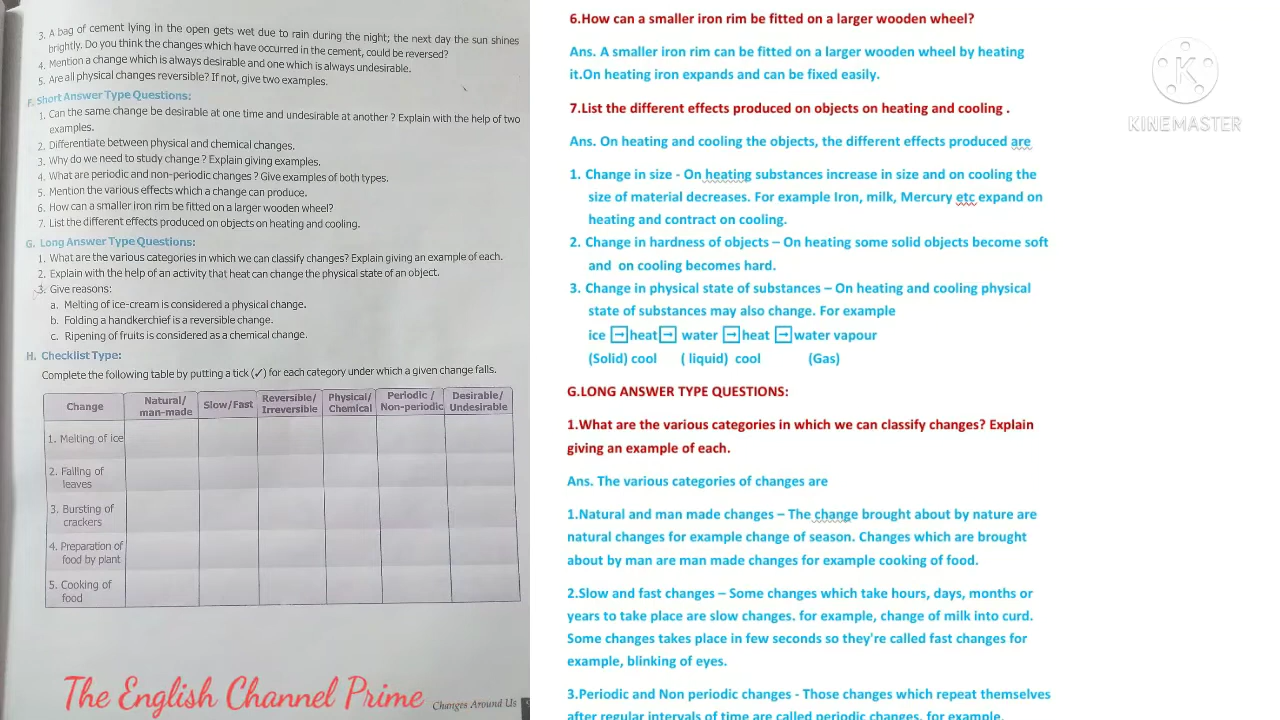 3. A bag of cement lying in the open gets wet due to rain during the night; the next day the sun shines
brightly. Do you think the changes which have occurred in the cement, could be reversed?
4. Mention a change which is always desirable and one which is always undesirable.
5. Are all physical changes reversible? If not, give two examples.
F. Short Answer Type Questions:
1. Can the same change be desirable at one time and undesirable at another ? Explain with the help of two
examples.
2. Differentiate between physical and chemical changes.
3. Why do we need to study change ? Explain giving examples.
4. What are periodic and non-periodic changes ? Give examples of both types.
5. Mention the various effects which a change can produce.
6. How can a smaller iron rim be fitted on a larger wooden wheel?
7. List the different effects produced on objects on heating and cooling.
G. Long Answer Type Questions:
1. What are the various categories in which we can classify changes? Explain giving an example of each.
2. Explain with the help of an activity that heat can change the physical state of an object.
3. Give reasons:
a. Melting of ice-cream is considered a physical change.
b. Folding a handkerchief is a reversible change.
c. Ripening of fruits is considered as a chemical change.
H. Checklist Type:
Complete the following table by putting a tick (✓) for each category under which a given change falls.
Change Natural/ man-made Slow/Fast Reversible/ Irreversible Physical/ Chemical Periodic / Non-periodic Desirable/ Undesirable
1. Melting of ice
2. Falling of
leaves
3. Bursting of
crackers
4. Preparation of
food by plant
5. Cooking of
food
The English Channel Prime
Changes Around Us
6.How can a smaller iron rim be fitted on a larger wooden wheel?
Ans. A smaller iron rim can be fitted on a larger wooden wheel by heating
it.On heating iron expands and can be fixed easily.
7.List the different effects produced on objects on heating and cooling .
Ans. On heating and cooling the objects, the different effects produced are
1. Change in size - On heating substances increase in size and on cooling the
size of material decreases. For example Iron, milk, Mercury etc expand on
heating and contract on cooling.
2. Change in hardness of objects – On heating some solid objects become soft
and on cooling becomes hard.
3. Change in physical state of substances – On heating and cooling physical
state of substances may also change. For example
ice → heat → water → heat → water vapour
(Solid) cool ( liquid) cool (Gas)
G.LONG ANSWER TYPE QUESTIONS:
1.What are the various categories in which we can classify changes? Explain
giving an example of each.
Ans. The various categories of changes are
1.Natural and man made changes – The change brought about by nature are
natural changes for example change of season. Changes which are brought
about by man are man made changes for example cooking of food.
2.Slow and fast changes – Some changes which take hours, days, months or
years to take place are slow changes. for example, change of milk into curd.
Some changes takes place in few seconds so they're called fast changes for
example, blinking of eyes.
3.Periodic and Non periodic changes - Those changes which repeat themselves
after regular intervals of time are called periodic changes. for example,
K
KINEMASTER